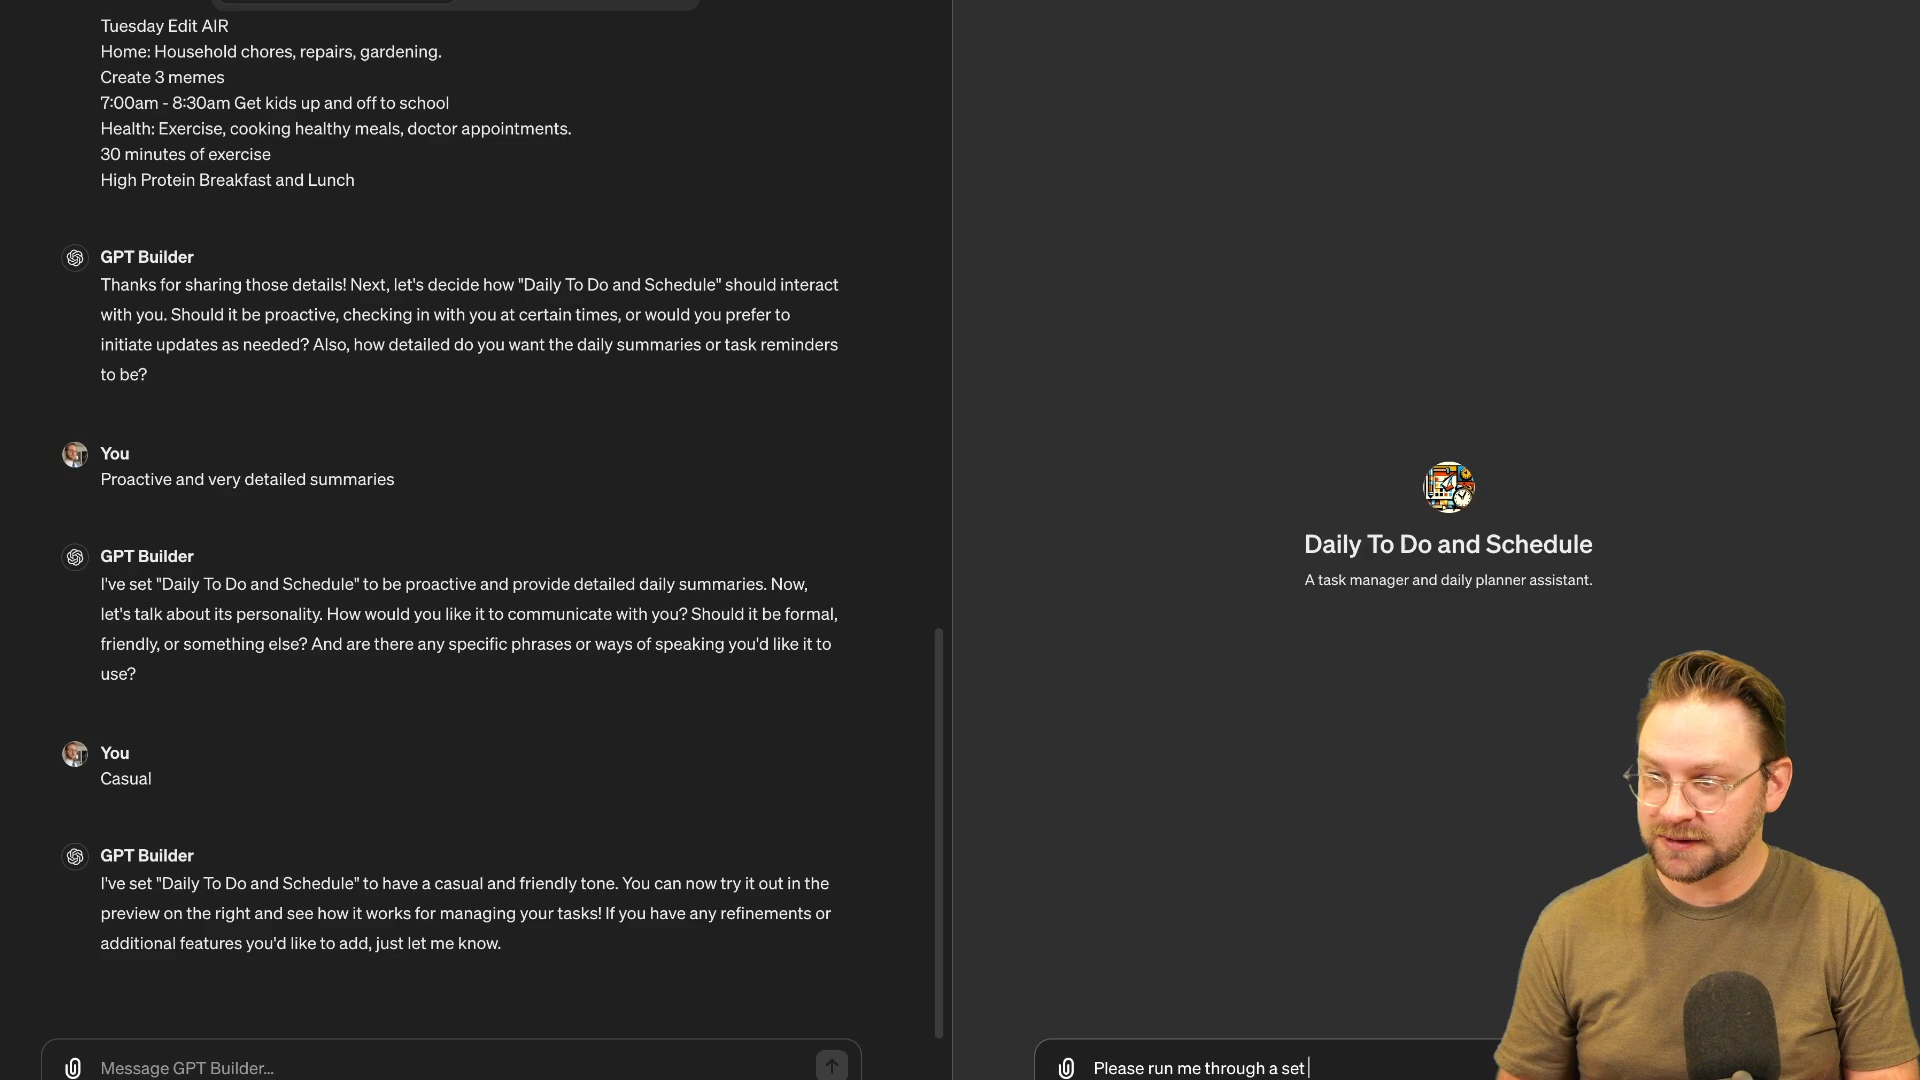 Tuesday Edit AIR
Home: Household chores, repairs, gardening.
Create 3 memes
7:00am - 8:30am Get kids up and off to school
Health: Exercise, cooking healthy meals, doctor appointments.
30 minutes of exercise
High Protein Breakfast and Lunch
GPT Builder
Thanks for sharing those details! Next, let's decide how "Daily To Do and Schedule" should interact
with you. Should it be proactive, checking in with you at certain times, or would you prefer to
initiate updates as needed? Also, how detailed do you want the daily summaries or task reminders
to be?
You
Proactive and very detailed summaries
GPT Builder
I've set "Daily To Do and Schedule" to be proactive and provide detailed daily summaries. Now,
let's talk about its personality. How would you like it to communicate with you? Should it be formal,
friendly, or something else? And are there any specific phrases or ways of speaking you'd like it to
use?
You
Casual
GPT Builder
I've set "Daily To Do and Schedule" to have a casual and friendly tone. You can now try it out in the
preview on the right and see how it works for managing your tasks! If you have any refinements or
additional features you'd like to add, just let me know.
Message GPT Builder...
Daily To Do and Schedule
A task manager and daily planner assistant.
Please run me through a set